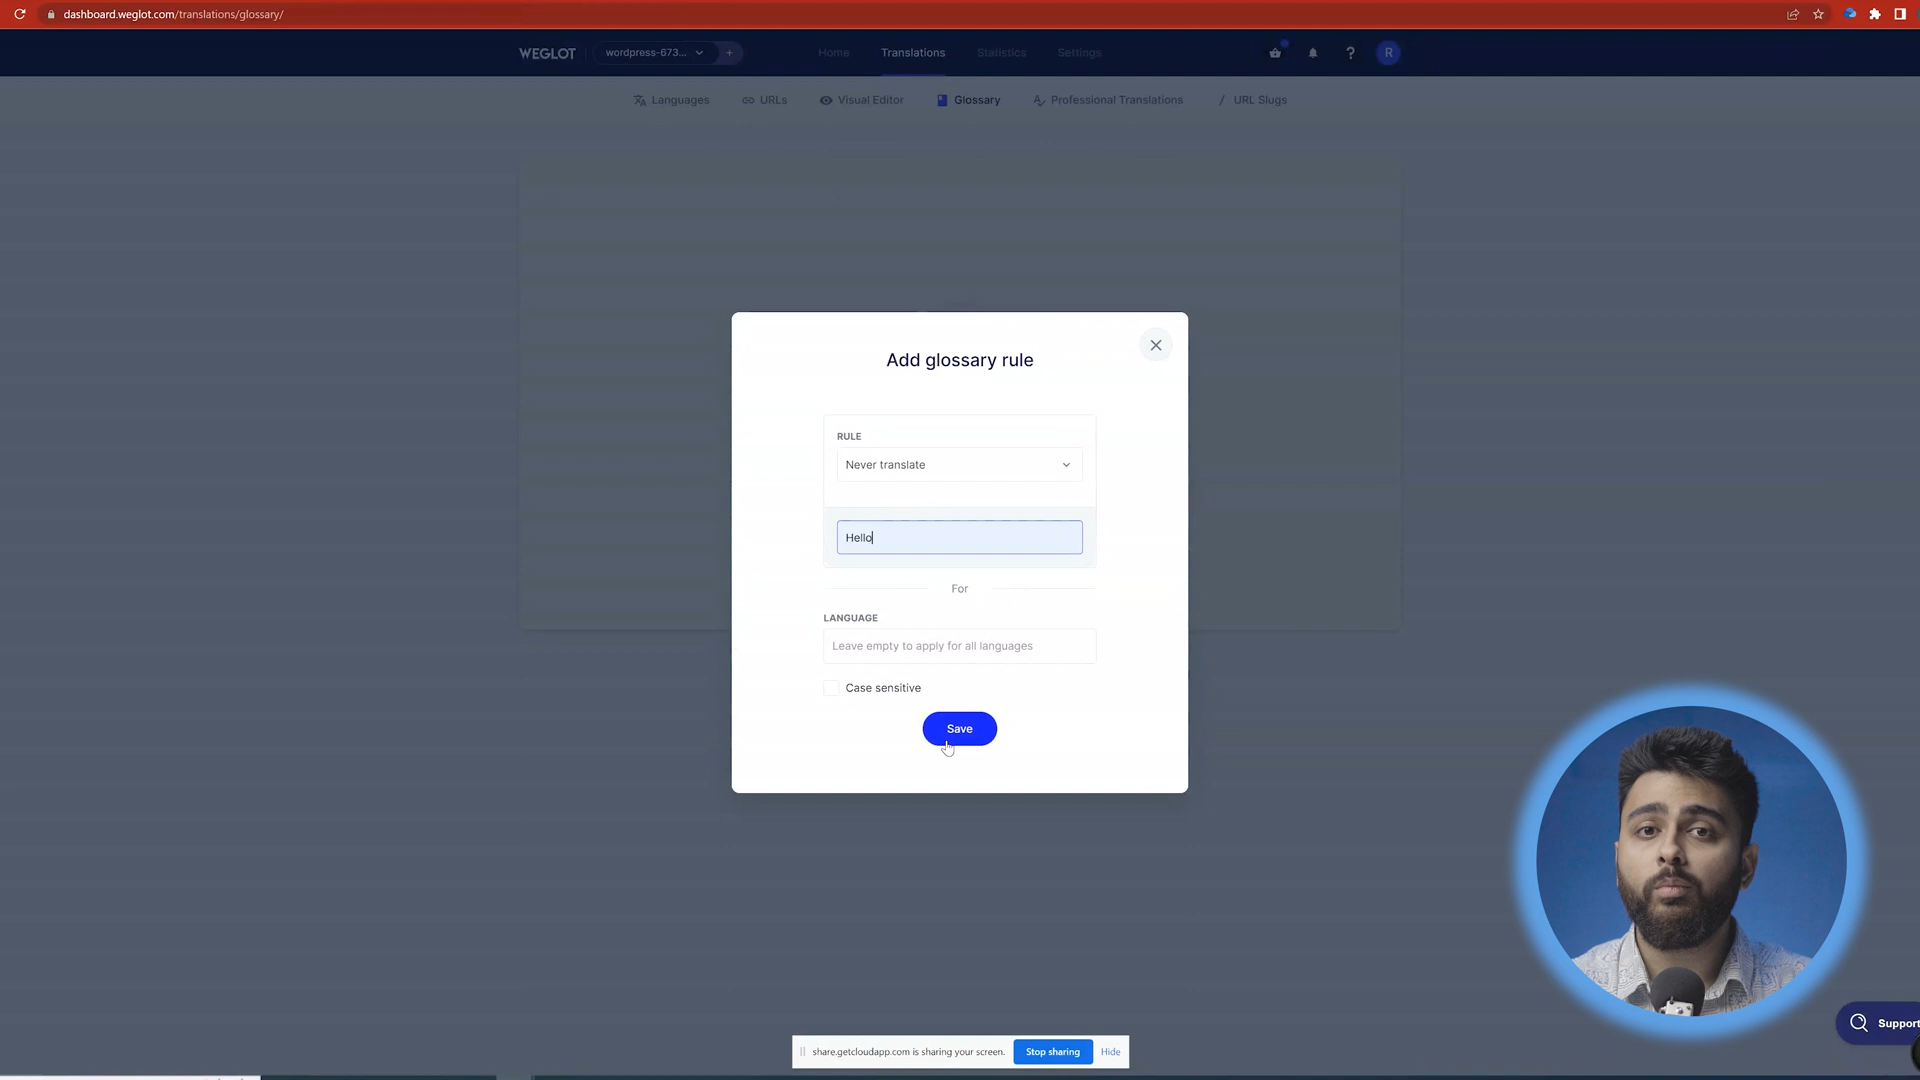 dashboard.weglot.com/translations/glossary/
WEGLOT wordpress-673... + Home Translations Statistics Settings ? R
Languages URLs Visual Editor Glossary Professional Translations / URL Slugs
Add glossary rule
RULE
Never translate
Hello
For
LANGUAGE
Leave empty to apply for all languages
Case sensitive
Save
Support
share.getcloudapp.com is sharing your screen. Stop sharing Hide